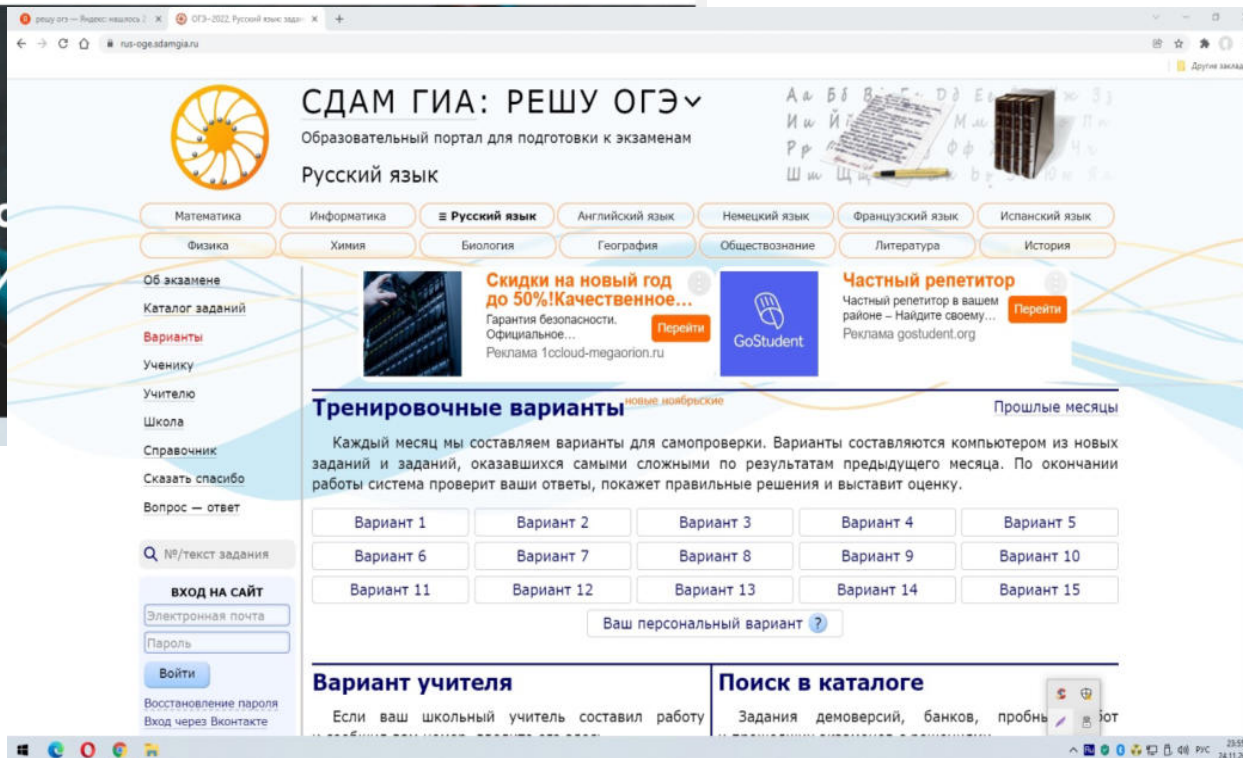 решу огэ — Яндекс: нашлось 2
ОГЭ–2022, Русский язык: зада
rus-oge.sdamgia.ru
Другие заклад
СДАМ ГИА: РЕШУ ОГЭ
Образовательный портал для подготовки к экзаменам
Русский язык
Математика
Информатика
Русский язык
Английский язык
Немецкий язык
Французский язык
Испанский язык
Физика
Химия
Биология
География
Обществознание
Литература
История
Об экзамене
Каталог заданий
Варианты
Ученику
Учителю
Школа
Справочник
Сказать спасибо
Вопрос — ответ
№/текст задания
ВХОД НА САЙТ
Электронная почта
Пароль
Войти
Восстановление пароля
Вход через Вконтакте
Скидки на новый год
до 50%!Качественное...
Гарантия безопасности.
Официальное...
Перейти
Реклама 1ccloud-megaorion.ru
GoStudent
Частный репетитор
Частный репетитор в вашем
районе – Найдите своему...
Перейти
Реклама gostudent.org
Тренировочные варианты новые ноябрьские
Прошлые месяцы
Каждый месяц мы составляем варианты для самопроверки. Варианты составляются компьютером из новых
заданий и заданий, оказавшихся самыми сложными по результатам предыдущего месяца. По окончании
работы система проверит ваши ответы, покажет правильные решения и выставит оценку.
Вариант 1
Вариант 2
Вариант 3
Вариант 4
Вариант 5
Вариант 6
Вариант 7
Вариант 8
Вариант 9
Вариант 10
Вариант 11
Вариант 12
Вариант 13
Вариант 14
Вариант 15
Ваш персональный вариант ?
Вариант учителя
Если ваш школьный учитель составил работу
Поиск в каталоге
Задания демоверсий, банков,
РУС
23:55